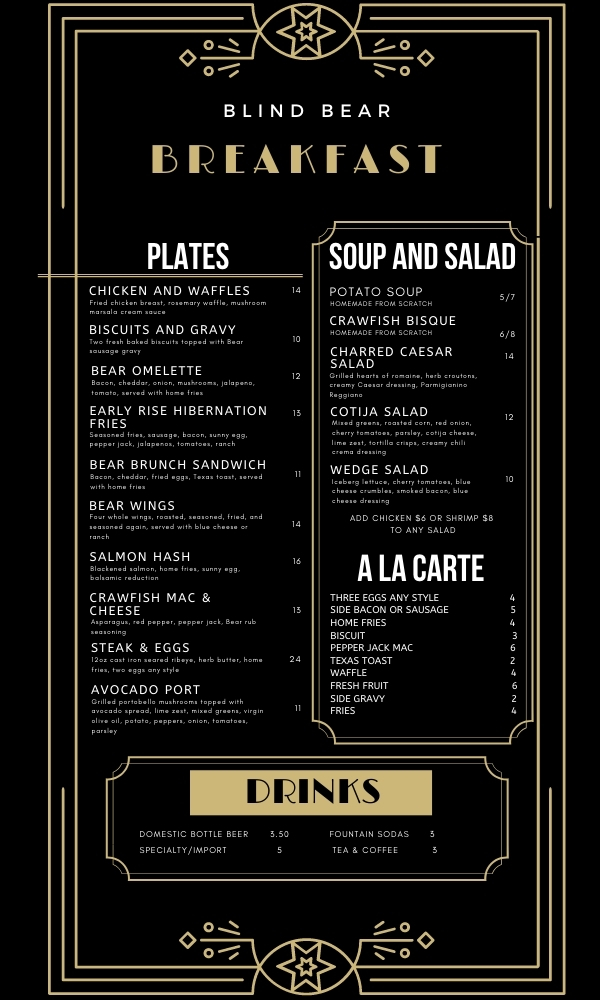 BLIND BEAR
BREAKFAST
PLATES
CHICKEN AND WAFFLES 14
Fried chicken breast, rosemary waffle, mushroom
marsala cream sauce
BISCUITS AND GRAVY
Two fresh baked biscuits topped with Bear 10
sausage gravy
BEAR OMELETTE
Bacon, cheddar, onion, mushrooms, jalapeno, 12
tomato, served with home fries
EARLY RISE HIBERNATION 13
FRIES
Seasoned fries, sausage, bacon, sunny egg,
pepper jack, jalapenos, tomatoes, ranch
BEAR BRUNCH SANDWICH
Bacon, cheddar, fried eggs, Texas toast, served 11
with home fries
BEAR WINGS
Four whole wings, roasted, seasoned, fried, and
seasoned again, served with blue cheese or 14
ranch
SALMON HASH 16
Blackened salmon, home fries, sunny egg,
balsamic reduction
CRAWFISH MAC &
CHEESE 13
Asparagus, red pepper, pepper jack, Bear rub
seasoning
STEAK & EGGS
12oz cast iron seared ribeye, herb butter, home 24
fries, two eggs any style
AVOCADO PORT
Grilled portobello mushrooms topped with
avocado spread, lime zest, mixed greens, virgin 11
olive oil, potato, peppers, onion, tomatoes,
parsley
SOUP AND SALAD
POTATO SOUP 5/7
HOMEMADE FROM SCRATCH
CRAWFISH BISQUE
HOMEMADE FROM SCRATCH 6/8
CHARRED CAESAR 14
SALAD
Grilled hearts of romaine, herb croutons,
creamy Caesar dressing, Parmigianino
Reggiano
COTIJA SALAD 12
Mixed greens, roasted corn, red onion,
cherry tomatoes, parsley, cotija cheese,
lime zest, tortilla crisps, creamy chili
crema dressing
WEDGE SALAD
Iceberg lettuce, cherry tomatoes, blue 10
cheese crumbles, smoked bacon, blue
cheese dressing
ADD CHICKEN $6 OR SHRIMP $8
TO ANY SALAD
A LA CARTE
THREE EGGS ANY STYLE 4
SIDE BACON OR SAUSAGE 5
HOME FRIES 4
BISCUIT 3
PEPPER JACK MAC 6
TEXAS TOAST 2
WAFFLE 4
FRESH FRUIT 6
SIDE GRAVY 2
FRIES 4
DRINKS
DOMESTIC BOTTLE BEER 3.50 FOUNTAIN SODAS 3
SPECIALTY/IMPORT 5 TEA & COFFEE 3